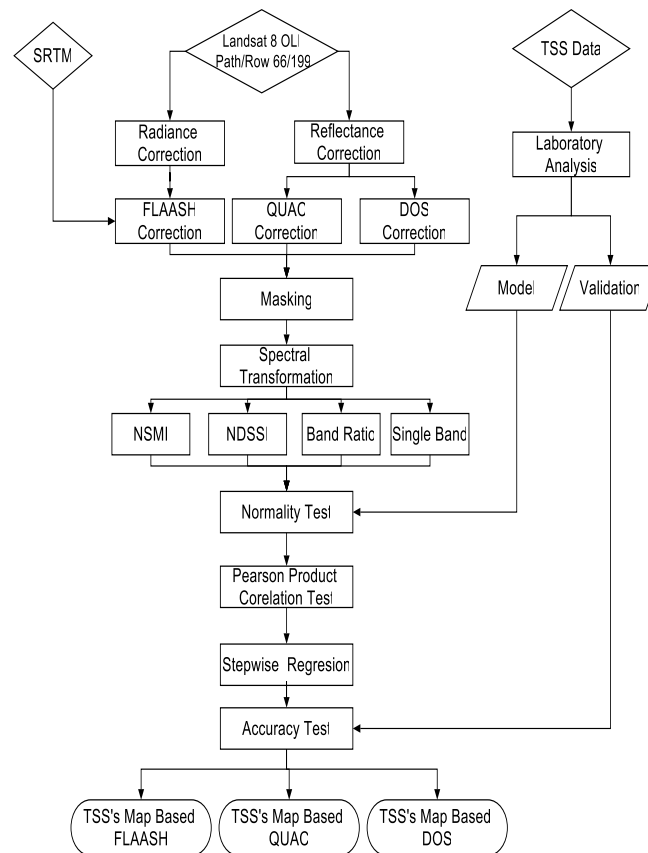 SRTM
Landsat 8 OLI
Path/Row 66/199
TSS Data
Radiance
Correction
Reflectance
Correction
Laboratory
Analysis
FLAASH
Correction
QUAC
Correction
DOS
Correction
Masking
Model
Validation
Spectral
Transformation
NSMI
NDSSI
Band Ratio
Single Band
Normality Test
Pearson Product
Corelation Test
Stepwise Regresion
Accuracy Test
TSS's Map Based
FLAASH
TSS's Map Based
QUAC
TSS's Map Based
DOS